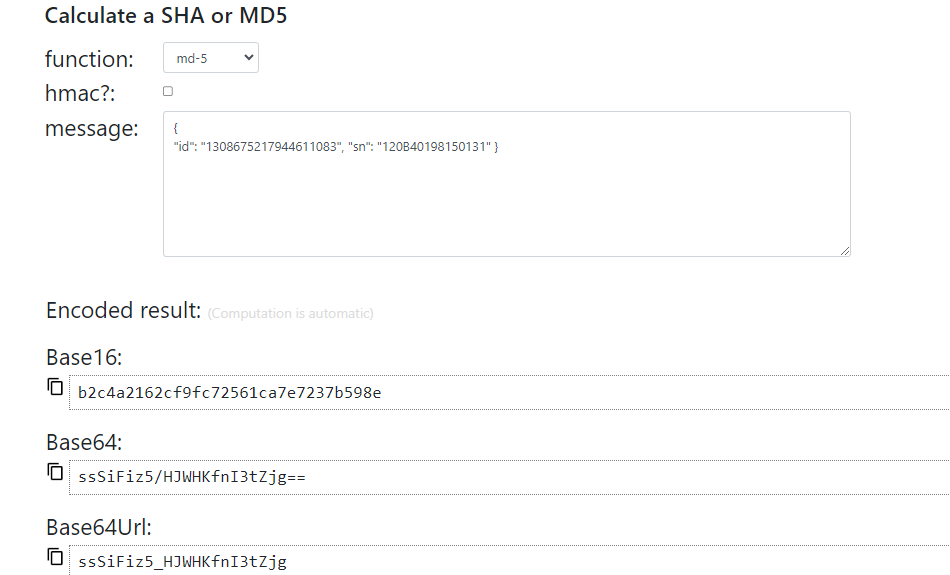 Calculate a SHA or MD5
function:
md-5
hmac?:
message:
{
"id": "1308675217944611083", "sn": "120B40198150131" }
Encoded result: (Computation is automatic)
Base16:
b2c4a2162cf9fc72561ca7e7237b598e
Base64:
ssSiFiz5/HJWHKfnI3tZjg==
Base64Url:
ssSiFiz5_HJWHKfnI3tZjg